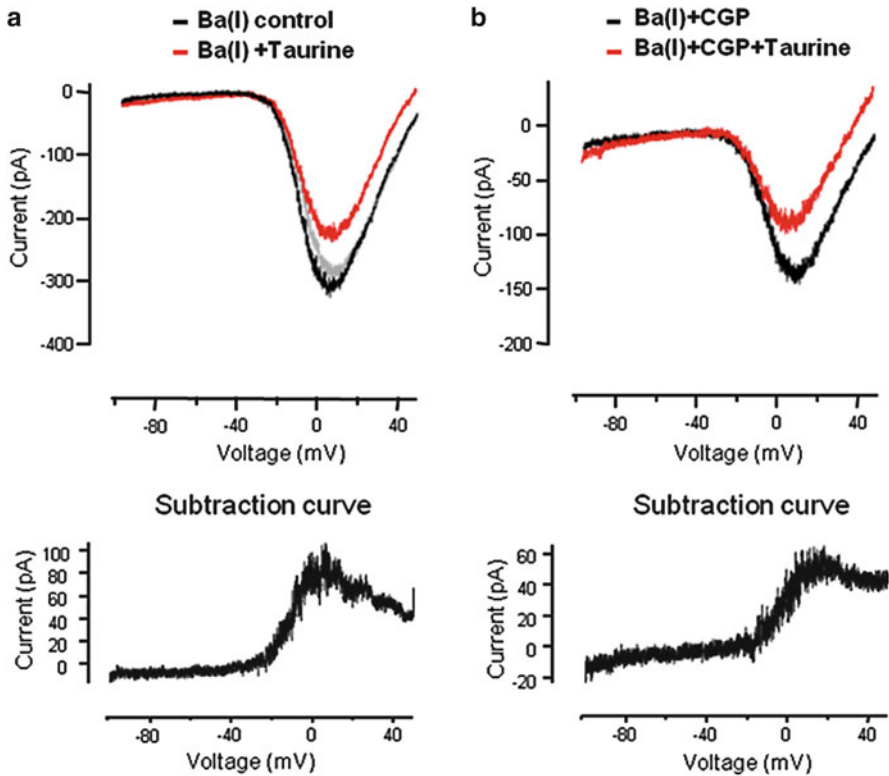 a
Ba(I) control
Ba(I) +Taurine
0
-100
-200
-300
-400
Current (pA)
-80 -40 0 40
Voltage (mV)
Subtraction curve
100
80
60
40
20
0
Current (pA)
-80 -40 0 40
Voltage (mV)
b
Ba(I)+CGP
Ba(I)+CGP+Taurine
0
-50
-100
-150
-200
Current (pA)
-80 -40 0 40
Voltage (mV)
Subtraction curve
60
40
20
0
-20
Current (pA)
-80 -40 0 40
Voltage (mV)